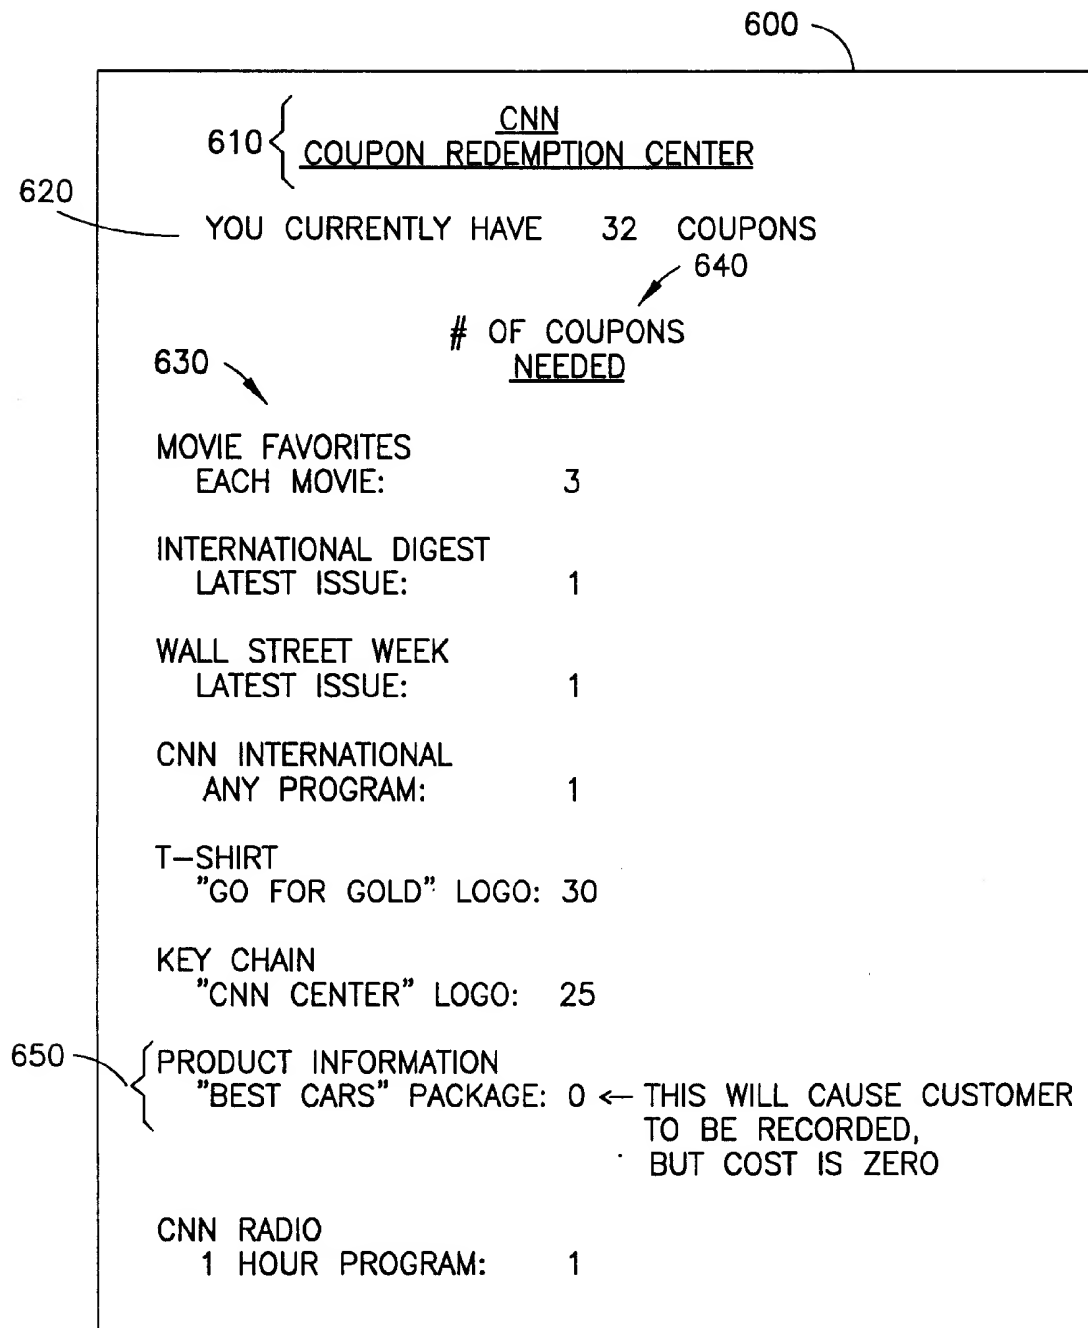 600
610
CNN
COUPON REDEMPTION CENTER
620
YOU CURRENTLY HAVE 32 COUPONS
640
# OF COUPONS
NEEDED
630
MOVIE FAVORITES
EACH MOVIE: 3
INTERNATIONAL DIGEST
LATEST ISSUE: 1
WALL STREET WEEK
LATEST ISSUE: 1
CNN INTERNATIONAL
ANY PROGRAM: 1
T-SHIRT
"GO FOR GOLD" LOGO: 30
KEY CHAIN
"CNN CENTER" LOGO: 25
650
PRODUCT INFORMATION
"BEST CARS" PACKAGE: 0 ← THIS WILL CAUSE CUSTOMER
TO BE RECORDED,
BUT COST IS ZERO
CNN RADIO
1 HOUR PROGRAM: 1